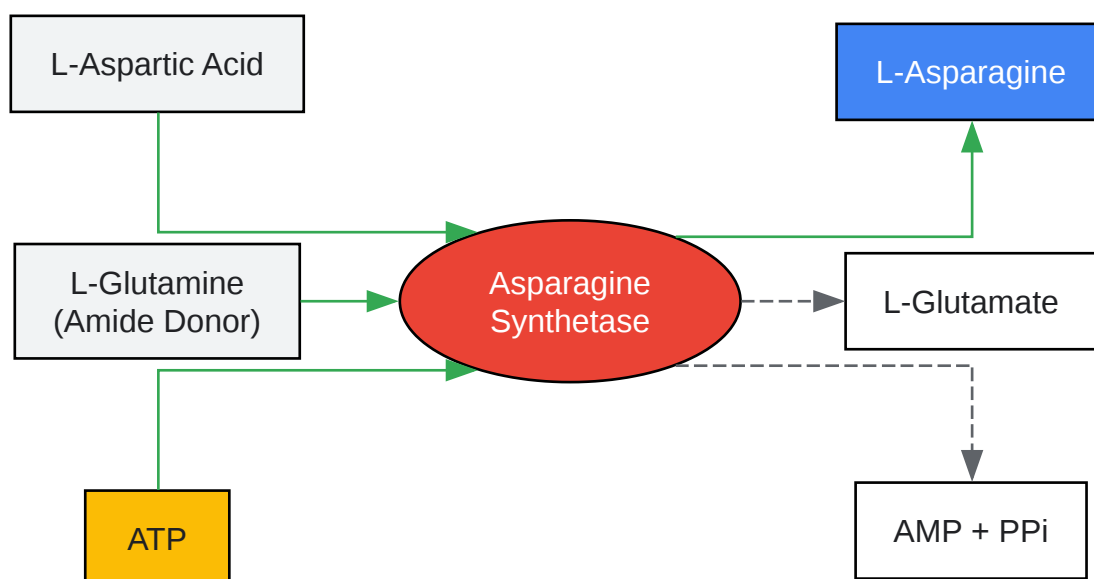 L-Aspartic Acid
L-Asparagine
L-Glutamine
(Amide Donor)
Asparagine
Synthetase
L-Glutamate
ATP
AMP + PPi